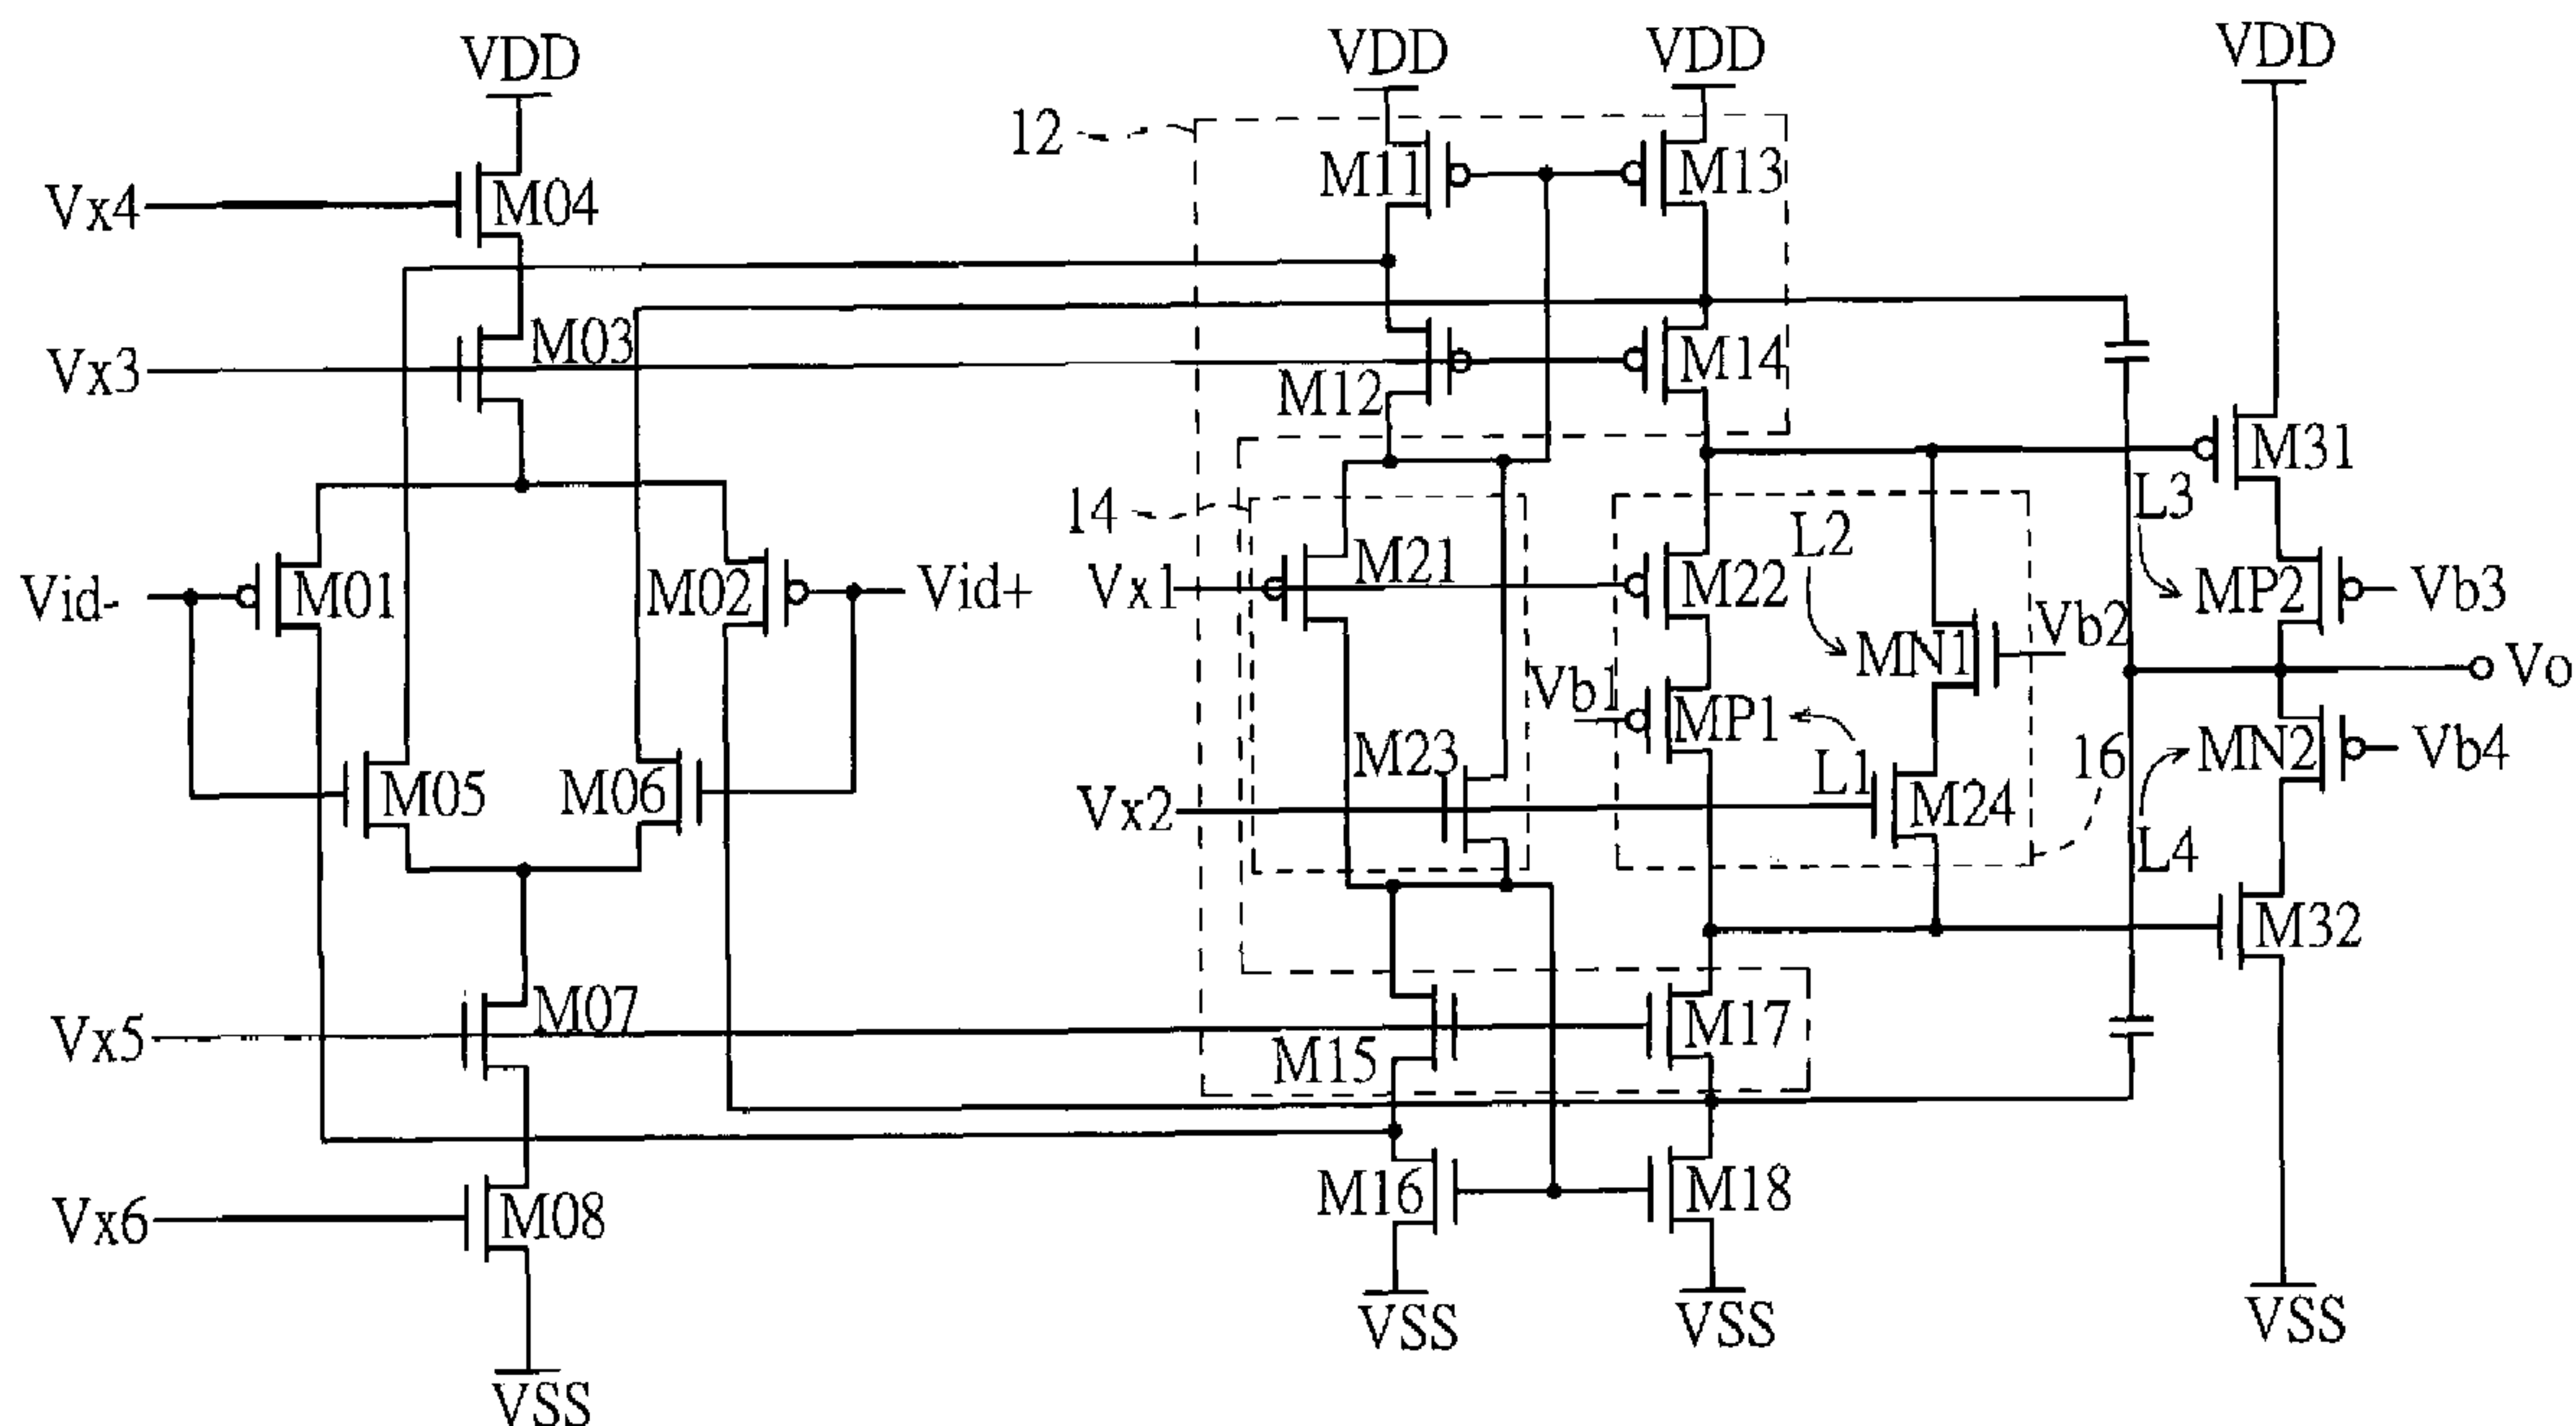 VDD
VDD
VDD
VDD
12
M11
M13
Vx4
M04
M03
Vx3
M12
M14
M31
L3
14
L2
Vid-
M01
M02
Vid+
Vx1
M21
M22
MP2
Vb3
MN1
Vb2
Vo
Vb1
MP1
M23
L1
16
MN2
Vb4
M05
M06
Vx2
M24
L4
M32
M07
Vx5
M15
M17
M16
M18
Vx6
M08
VSS
VSS
VSS
VSS